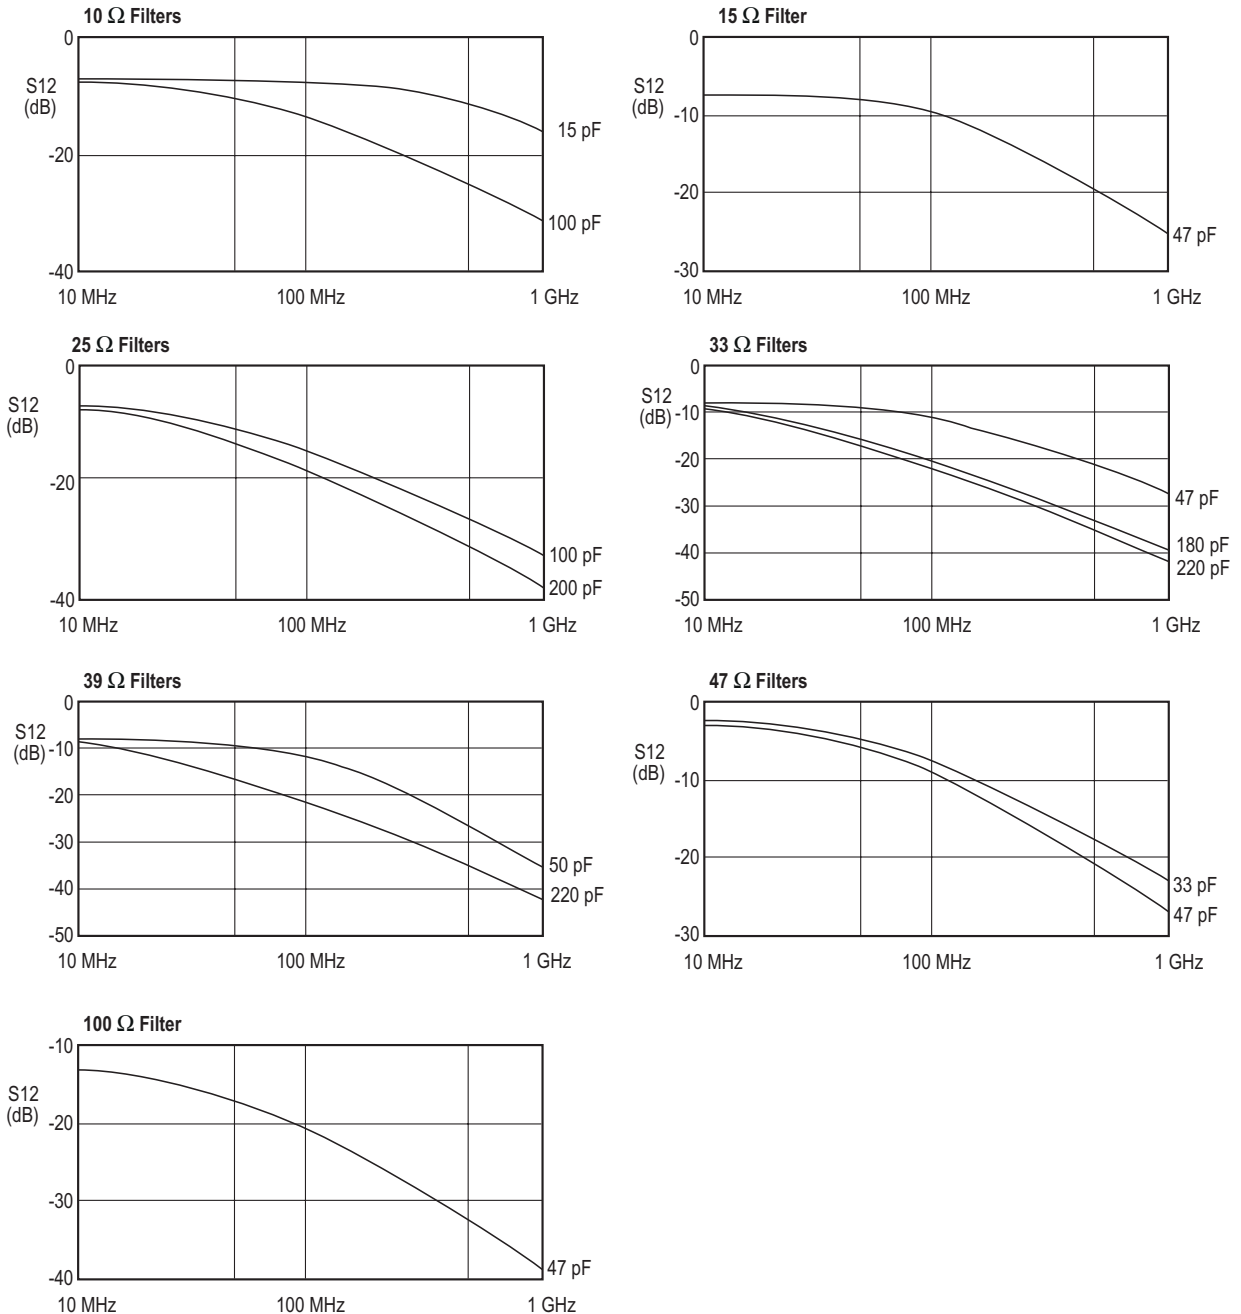 10 Ω Filters
0
S12
(dB)
-20
-40
10 MHz
100 MHz
1 GHz
15 pF
100 pF
15 Ω Filter
0
S12
(dB)
-10
-20
-30
10 MHz
100 MHz
1 GHz
47 pF
25 Ω Filters
0
S12
(dB)
-20
-40
10 MHz
100 MHz
1 GHz
100 pF
200 pF
33 Ω Filters
0
S12
(dB)
-10
-20
-30
-40
-50
10 MHz
100 MHz
1 GHz
47 pF
180 pF
220 pF
39 Ω Filters
0
S12
(dB)
-10
-20
-30
-40
-50
10 MHz
100 MHz
1 GHz
50 pF
220 pF
47 Ω Filters
0
S12
(dB)
-10
-20
-30
10 MHz
100 MHz
1 GHz
33 pF
47 pF
100 Ω Filter
-10
S12
(dB)
-20
-30
-40
10 MHz
100 MHz
1 GHz
47 pF